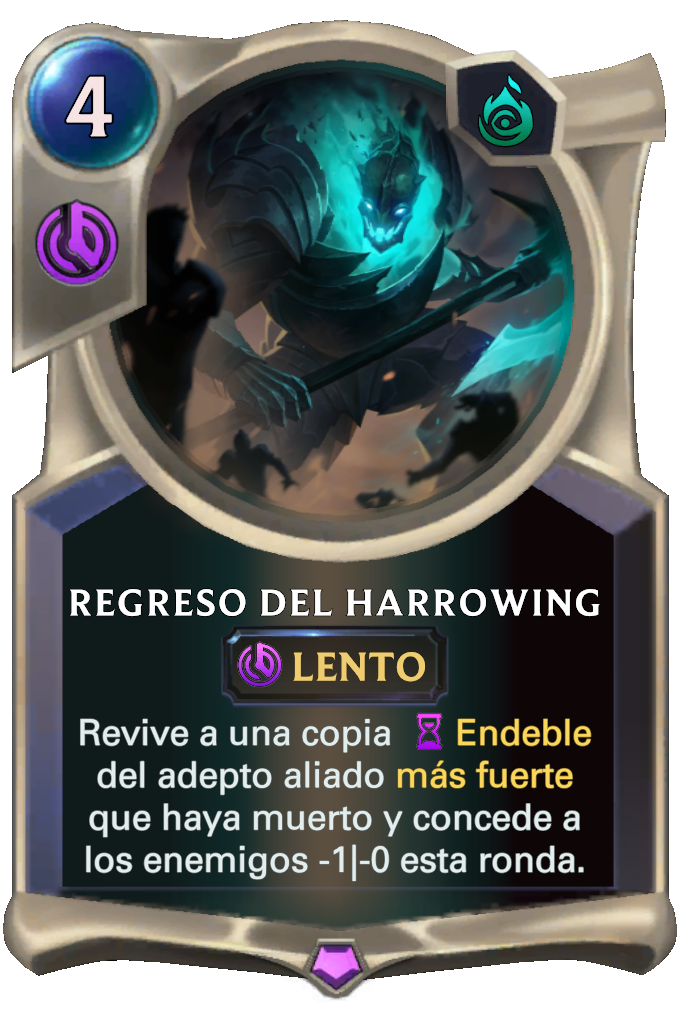 4
REGRESO DEL HARROWING
LENTO
Revive a una copia Endeble
del adepto aliado más fuerte
que haya muerto y concede a
los enemigos -1|-0 esta ronda.